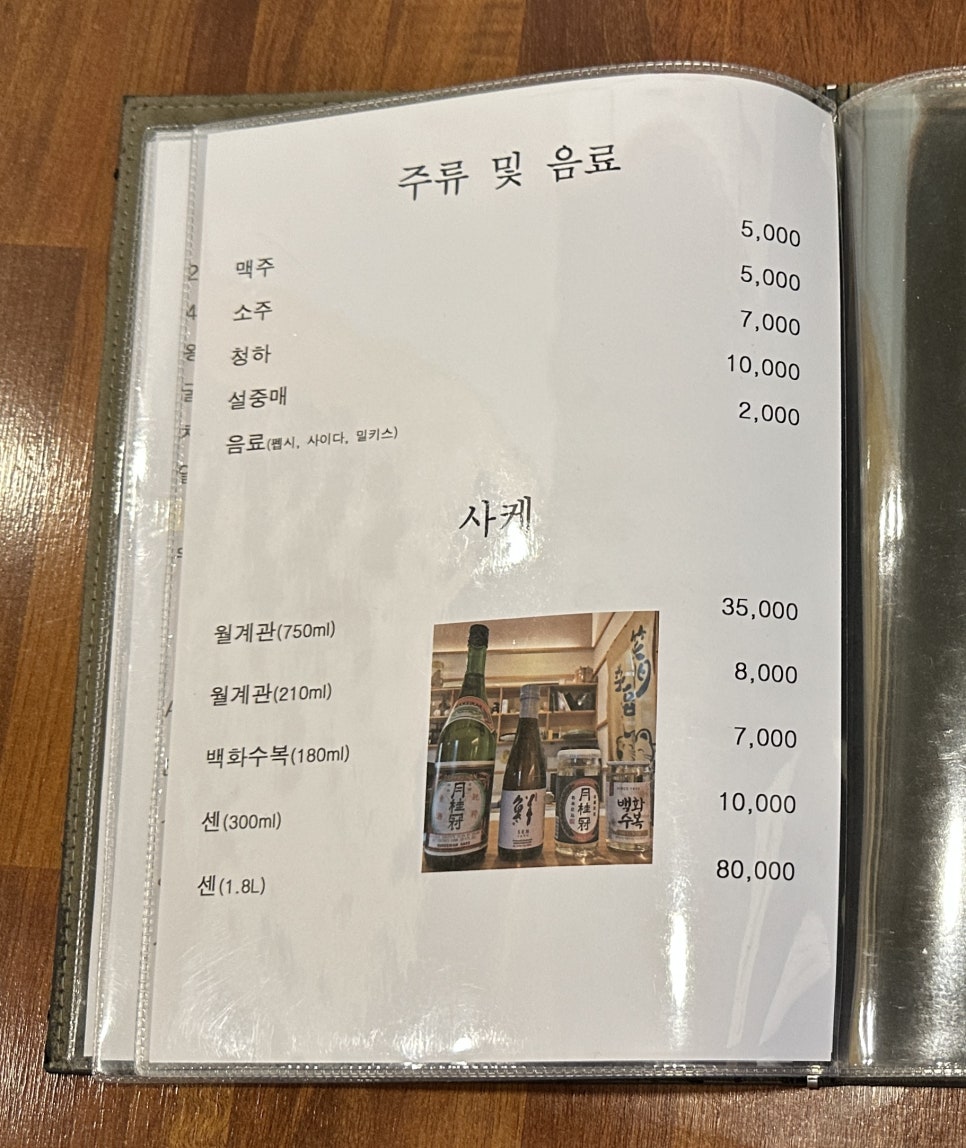 주류 및 음료
맥주 5,000
소주 5,000
청하 7,000
설중매 10,000
음료(펩시, 사이다, 밀키스) 2,000
사케
월계관(750ml) 35,000
월계관(210ml) 8,000
백화수복(180ml) 7,000
센(300ml) 10,000
센(1.8L) 80,000
月桂冠
月桂冠
백화
수복